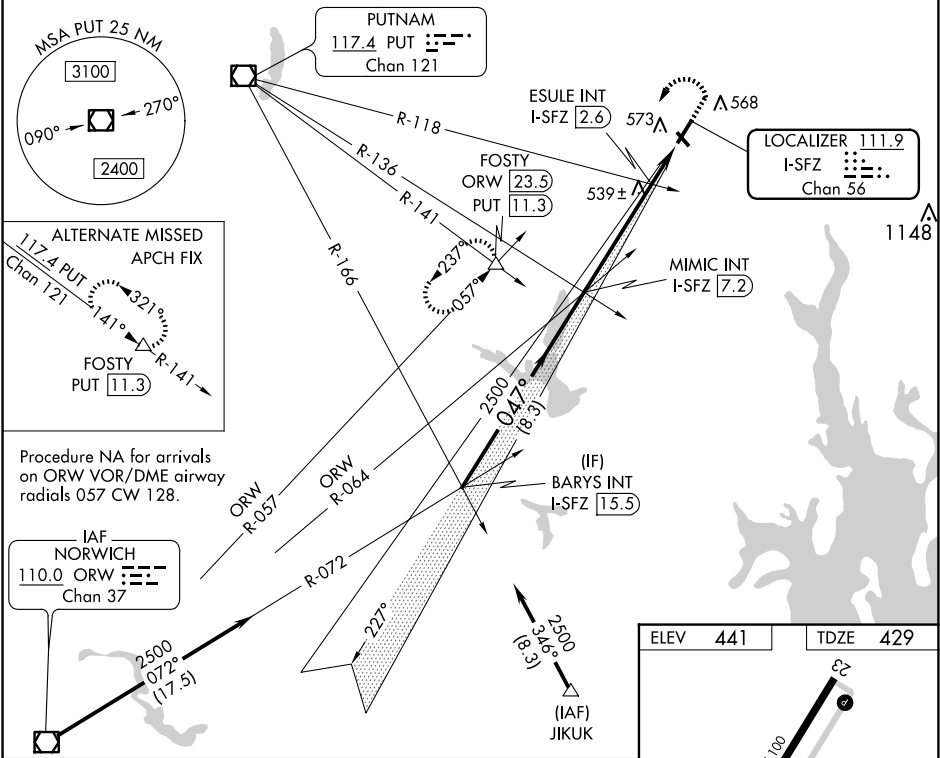 MSA PUT 25 NM
3100
090°
270°
2400
PUTNAM
117.4 PUT
Chan 121
ESULE INT
I-SFZ 2.6
573
568
LOCALIZER 111.9
I-SFZ
Chan 56
R-118
R-136
R-141
R-166
FOSTY
ORW 23.5
PUT 11.3
539±
1148
237°
057°
MIMIC INT
I-SFZ 7.2
ALTERNATE MISSED
APCH FIX
117.4 PUT
Chan 121
321°
141°
R-141
FOSTY
PUT 11.3
2500
047°
(8.3)
Procedure NA for arrivals
on ORW VOR/DME airway
radials 057 CW 128.
ORW
R-057
ORW
R-064
(IF)
BARYS INT
I-SFZ 15.5
IAF
NORWICH
110.0 ORW
Chan 37
R-072
227°
2500
072°
(17.5)
2500
346°
(8.3)
(IAF)
JIKUK
ELEV 441
TDZE 429
23
P
100